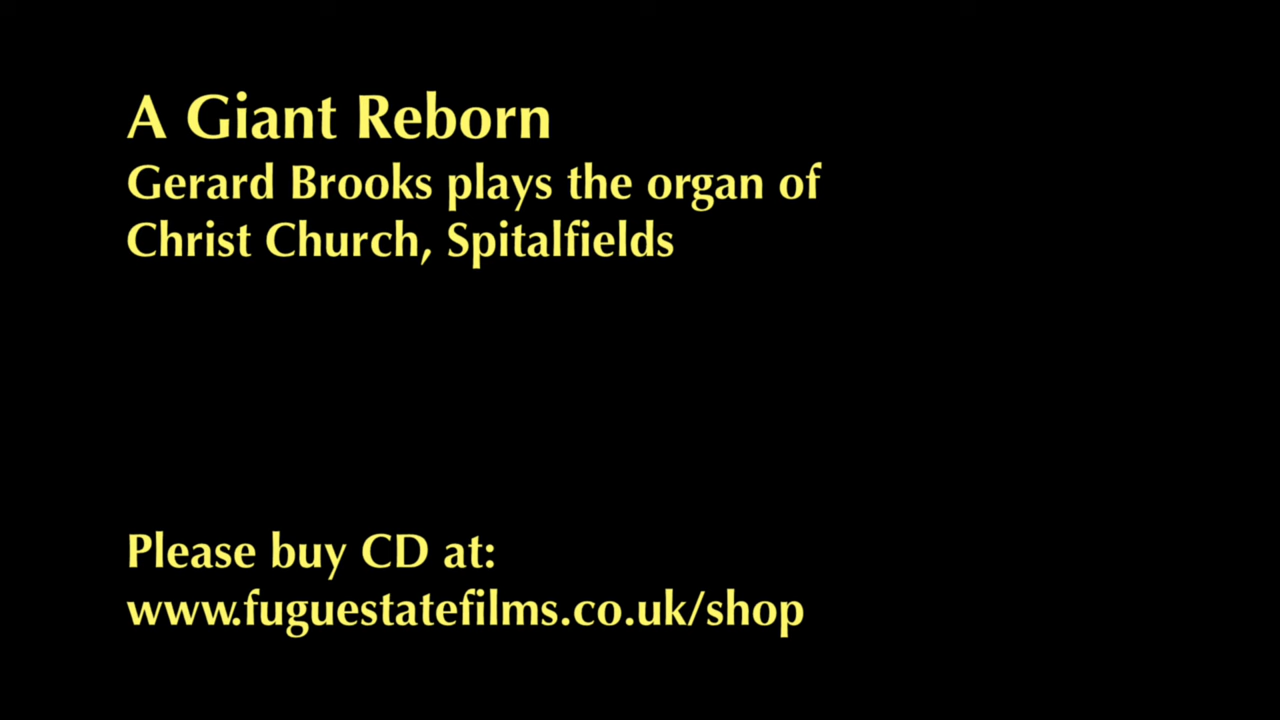 A Giant Reborn
Gerard Brooks plays the organ of
Christ Church, Spitalfields
Please buy CD at:
www.fuguestatefilms.co.uk/shop